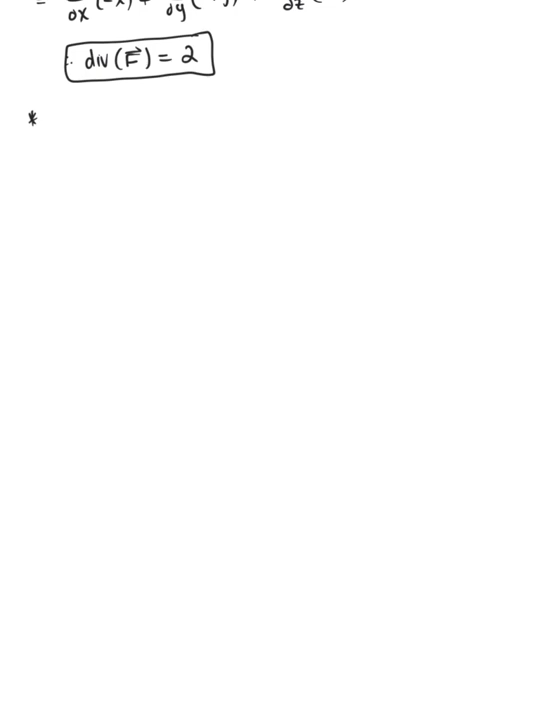 = ∂/∂x (-x) + ∂/∂y ( ∂/∂z (
∴ div (F⃗) = 2
*